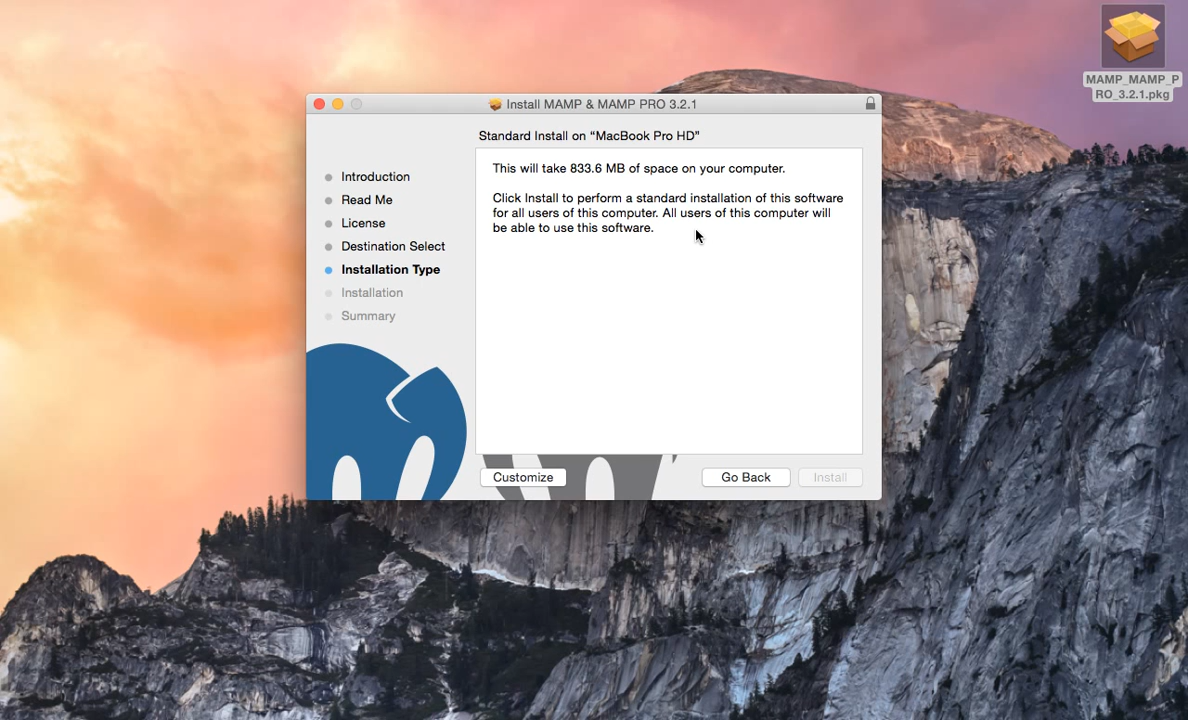 MAMP_MAMP_P
RO_3.2.1.pkg
Install MAMP & MAMP PRO 3.2.1
Standard Install on “MacBook Pro HD”
Introduction
Read Me
License
Destination Select
Installation Type
Installation
Summary
This will take 833.6 MB of space on your computer.
Click Install to perform a standard installation of this software
for all users of this computer. All users of this computer will
be able to use this software.
Customize
Go Back
Install